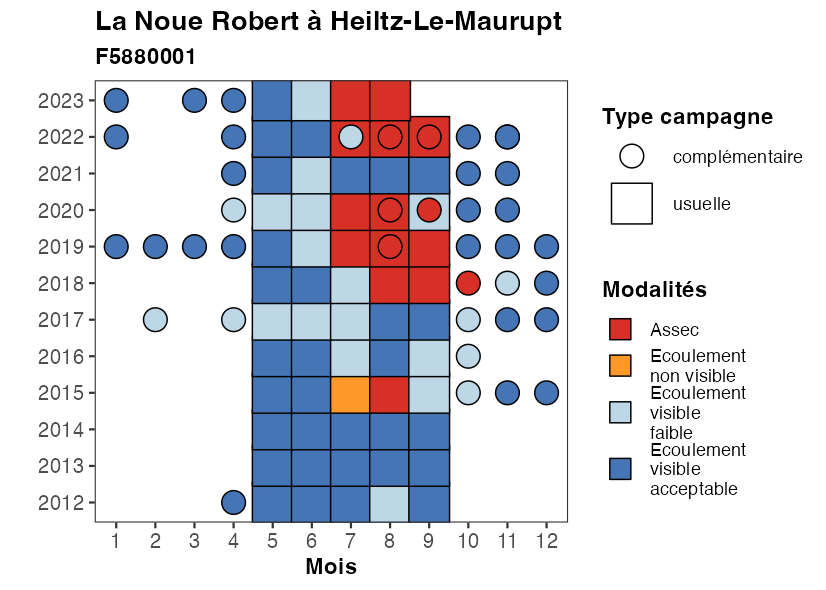 La Noue Robert à Heiltz-Le-Maurupt
F5880001
2023
2022
2021
2020
2019
2018
2017
2016
2015
2014
2013
2012
1 2 3 4 5 6 7 8 9 10 11 12
Mois
Type campagne
complémentaire
usuelle
Modalités
Assec
Ecoulement
non visible
Ecoulement
visible
faible
Ecoulement
visible
acceptable